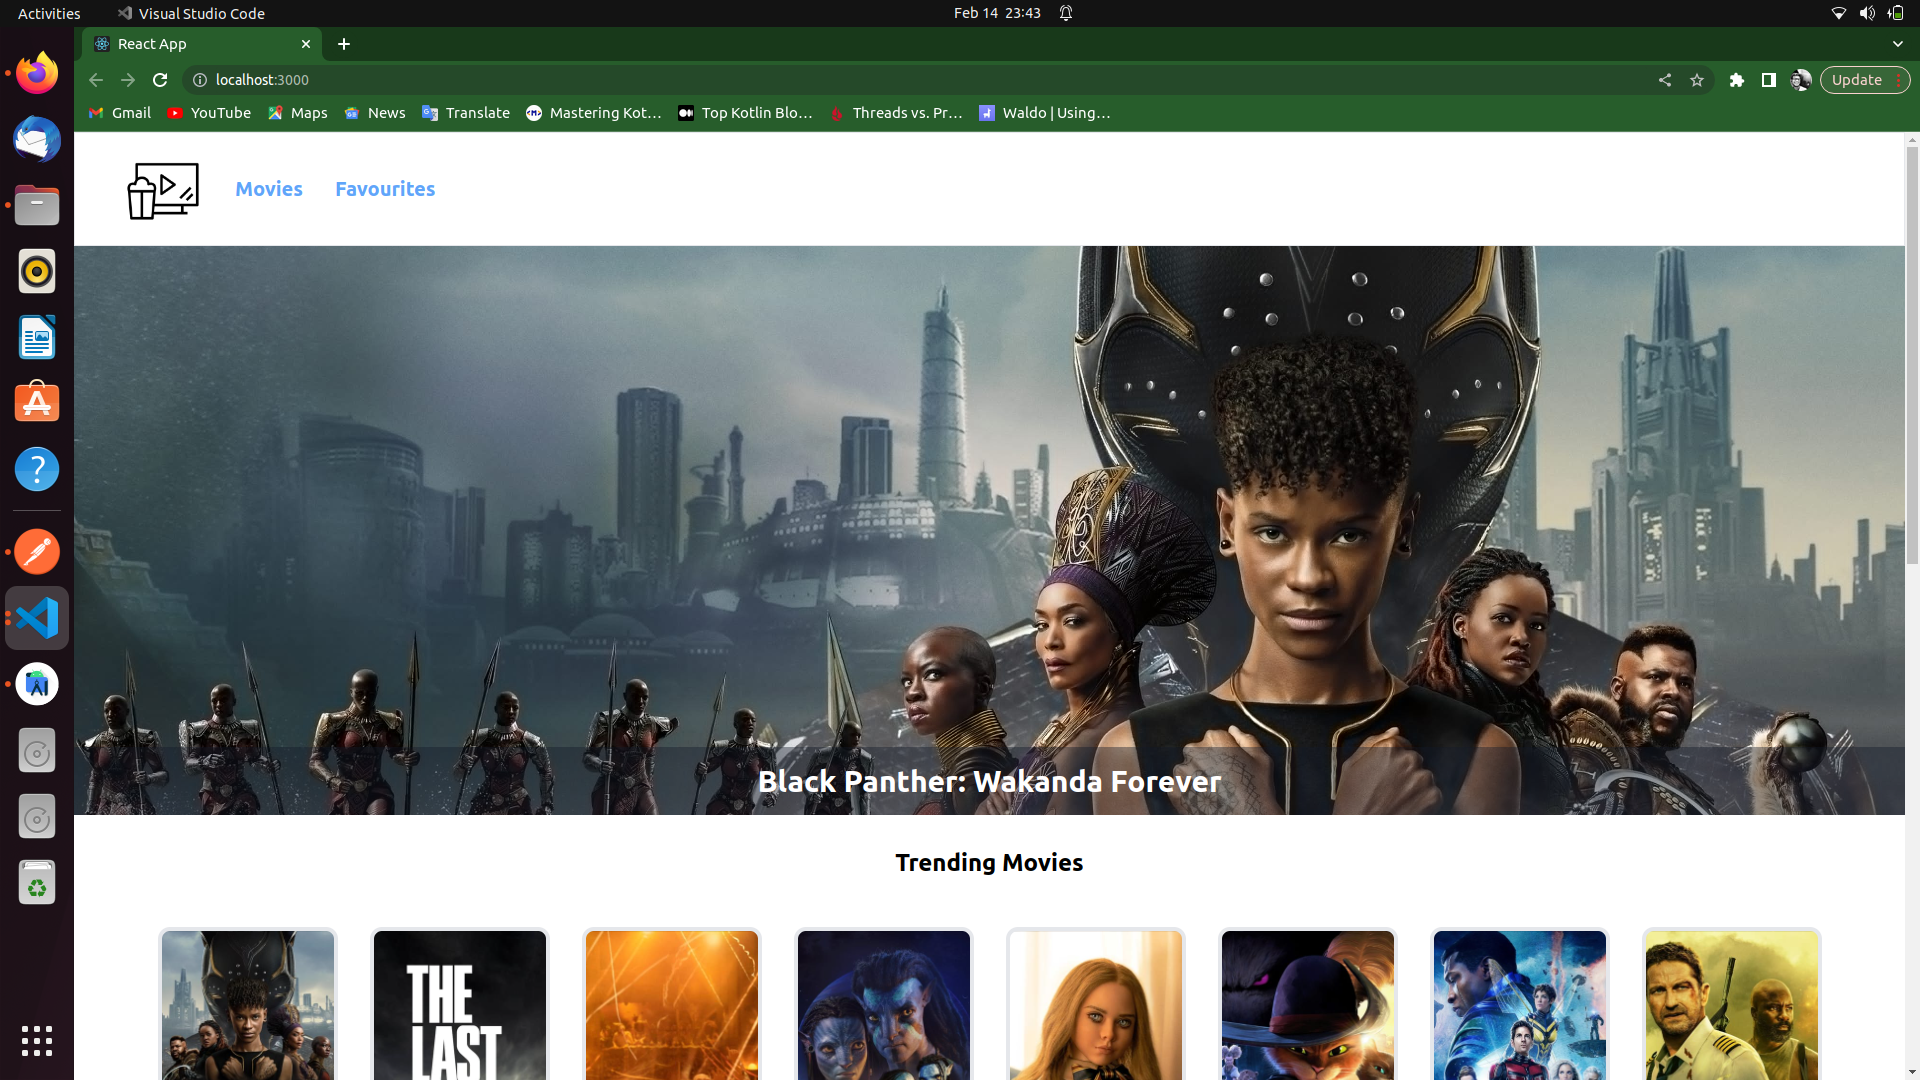 Activities
Visual Studio Code
Feb 14 23:43
React App
localhost:3000
Update
Gmail
YouTube
Maps
News
Translate
Mastering Kot…
Top Kotlin Blo…
Threads vs. Pr…
Waldo | Using…
Movies
Favourites
Black Panther: Wakanda Forever
Trending Movies
THE
LAST